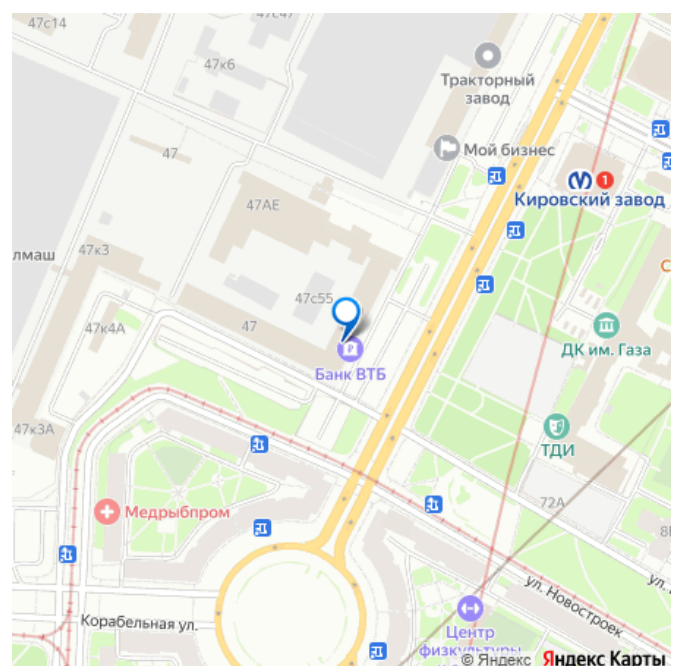 47с14
47к6
Тракторный
завод
Мой бизнес
47
1
Кировский завод
47АЕ
лмаш
47к3
С
47с55
47к4А
47
ДК им. Газа
Банк ВТБ
47к3А
ТДИ
72А
Медрыбпром
8
ул. Новостроек
ул.
Корабельная ул.
Центр
физкультуры
© Яндекс Яндекс Карты